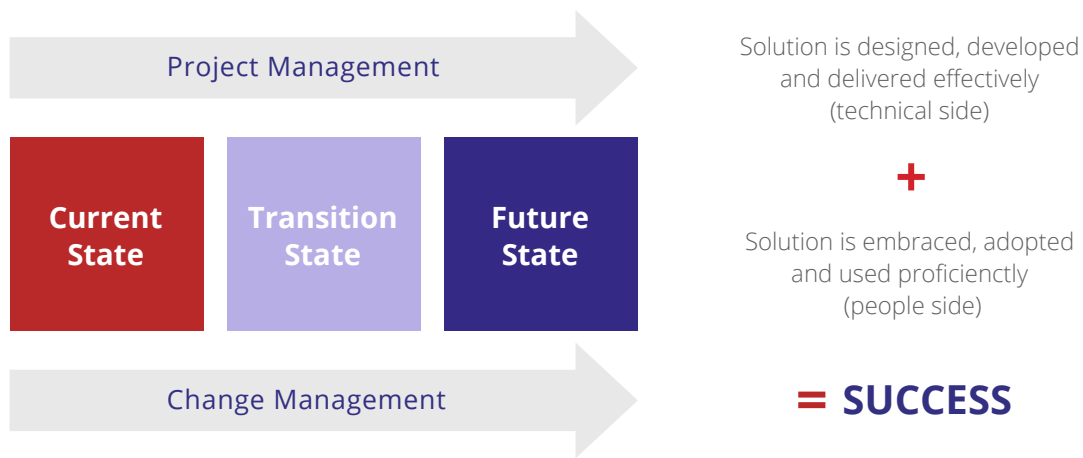 Project Management
Current
State
Transition
State
Future
State
Change Management
Solution is designed, developed
and delivered effectively
(technical side)
+
Solution is embraced, adopted
and used proficienctly
(people side)
= SUCCESS